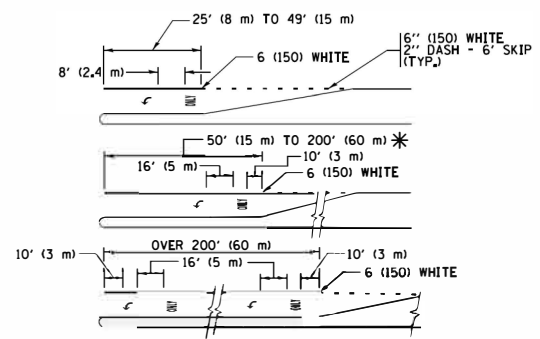 25' (8 m) TO 49' (15 m)
6" (150) WHITE
2" DASH - 6' SKIP
(TYP.)
6 (150) WHITE
8' (2.4 m)
ONLY
50' (15 m) TO 200' (60 m) *
16' (5 m)
10' (3 m)
6 (150) WHITE
ONLY
OVER 200' (60 m)
10' (3 m)
16' (5 m)
10' (3 m)
6 (150) WHITE
ONLY
ONLY